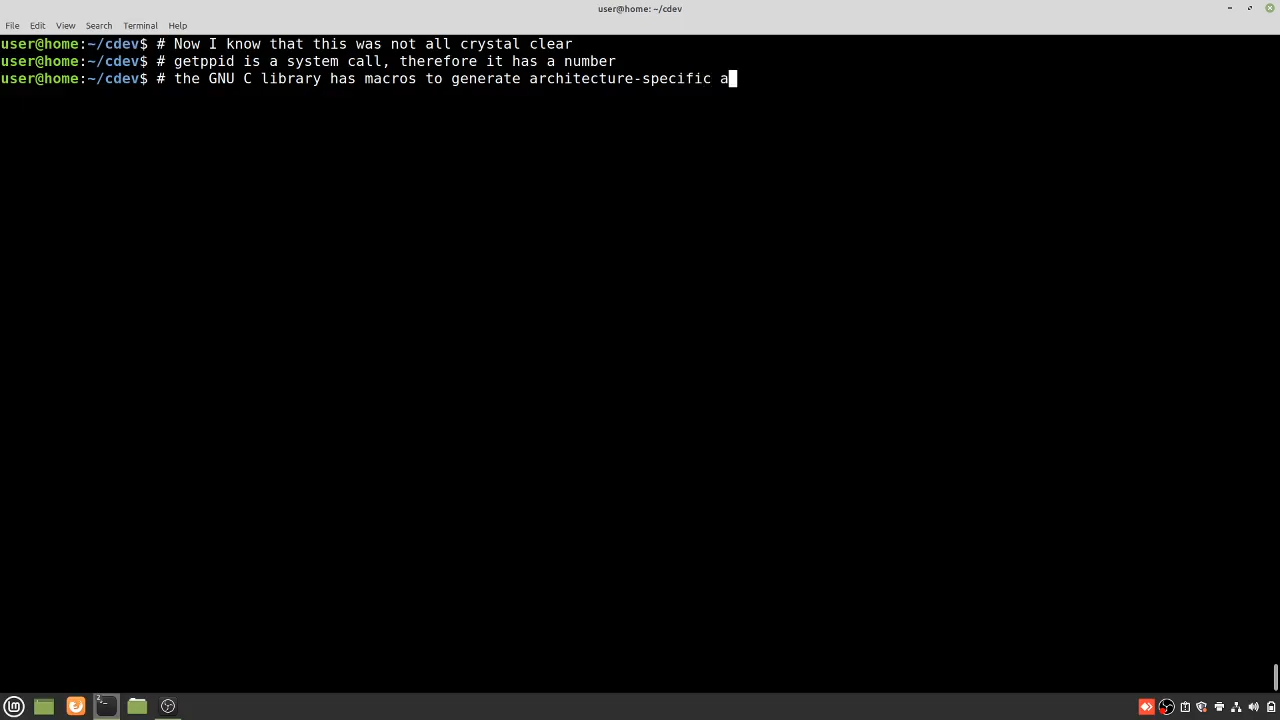 user@home: ~/cdev
File Edit View Search Terminal Help
user@home:~/cdev$ # Now I know that this was not all crystal clear
user@home:~/cdev$ # getppid is a system call, therefore it has a number
user@home:~/cdev$ # the GNU C library has macros to generate architecture-specific a